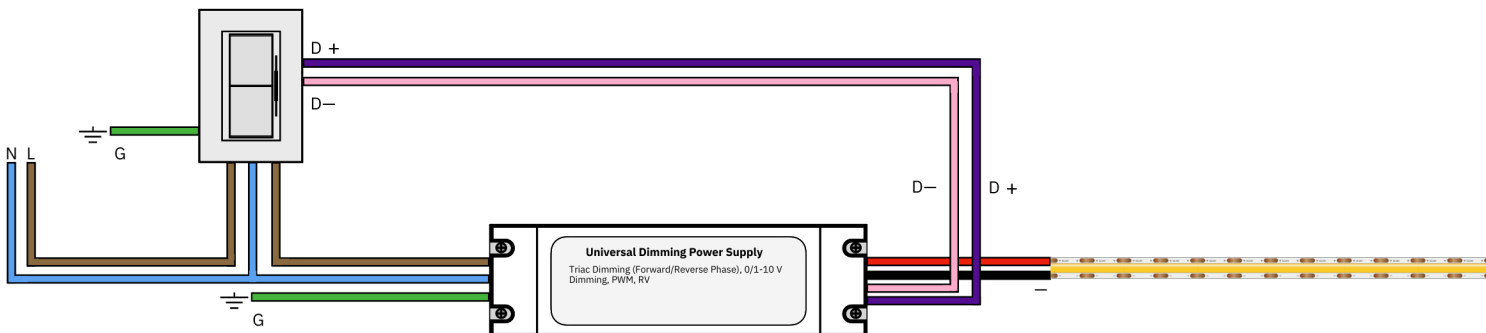 D +
D—
G
N L
D—
D +
Universal Dimming Power Supply
Triac Dimming (Forward/Reverse Phase), 0/1-10 V
Dimming, PWM, RV
—
G